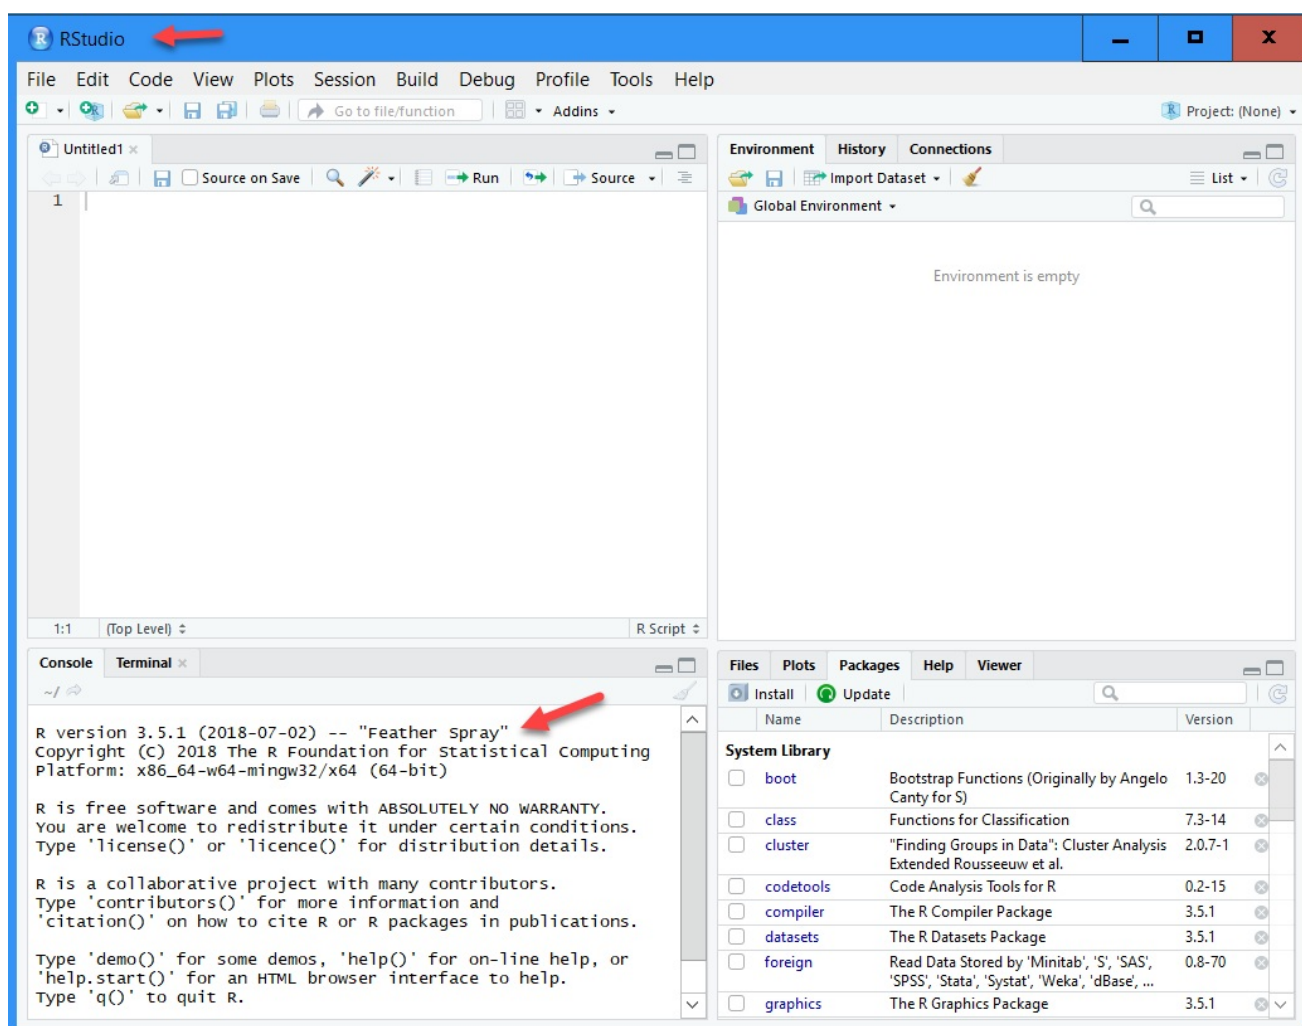 RStudio
File Edit Code View Plots Session Build Debug Profile Tools Help
Go to file/function Addins Project: (None)
Untitled1
Source on Save Run Source
1
1:1 (Top Level) R Script
Console Terminal
~/
R version 3.5.1 (2018-07-02) -- "Feather Spray"
Copyright (C) 2018 The R Foundation for Statistical Computing
Platform: x86_64-w64-mingw32/x64 (64-bit)
R is free software and comes with ABSOLUTELY NO WARRANTY.
You are welcome to redistribute it under certain conditions.
Type 'license()' or 'licence()' for distribution details.
R is a collaborative project with many contributors.
Type 'contributors()' for more information and
'citation()' on how to cite R or R packages in publications.
Type 'demo()' for some demos, 'help()' for on-line help, or
'help.start()' for an HTML browser interface to help.
Type 'q()' to quit R.
Environment History Connections
Import Dataset List
Global Environment
Environment is empty
Files Plots Packages Help Viewer
Install Update
Name Description Version
System Library
boot Bootstrap Functions (Originally by Angelo 1.3-20
Canty for S)
class Functions for Classification 7.3-14
cluster "Finding Groups in Data": Cluster Analysis 2.0.7-1
Extended Rousseeuw et al.
codetools Code Analysis Tools for R 0.2-15
compiler The R Compiler Package 3.5.1
datasets The R Datasets Package 3.5.1
foreign Read Data Stored by 'Minitab', 'S', 'SAS', 0.8-70
'SPSS', 'Stata', 'Systat', 'Weka', 'dBase', ...
graphics The R Graphics Package 3.5.1